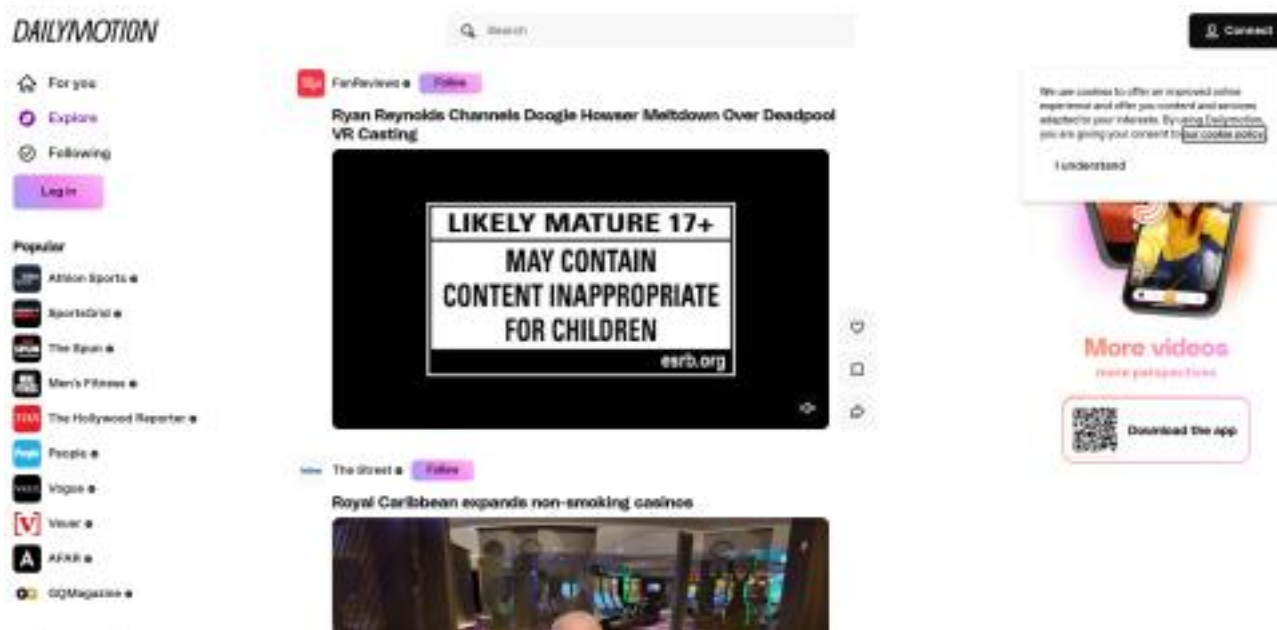 DAILYMOTION
Search
Connect
For you
Explore
Following
Log in
Popular
Athlon Sports
SportsGrid
The Spun
Men's Fitness
The Hollywood Reporter
People
Vogue
Veuer
AFAR
GQMagazine
FanReviews
Follow
Ryan Reynolds Channels Doogie Howser Meltdown Over Deadpool
VR Casting
LIKELY MATURE 17+
MAY CONTAIN
CONTENT INAPPROPRIATE
FOR CHILDREN
esrb.org
The Street
Follow
Royal Caribbean expands non-smoking casinos
We use cookies to offer an improved online
experience and offer you content and services
adapted to your interests. By using Dailymotion,
you are giving your consent to our cookie policy.
I understand
More videos
more perspectives
Download the app